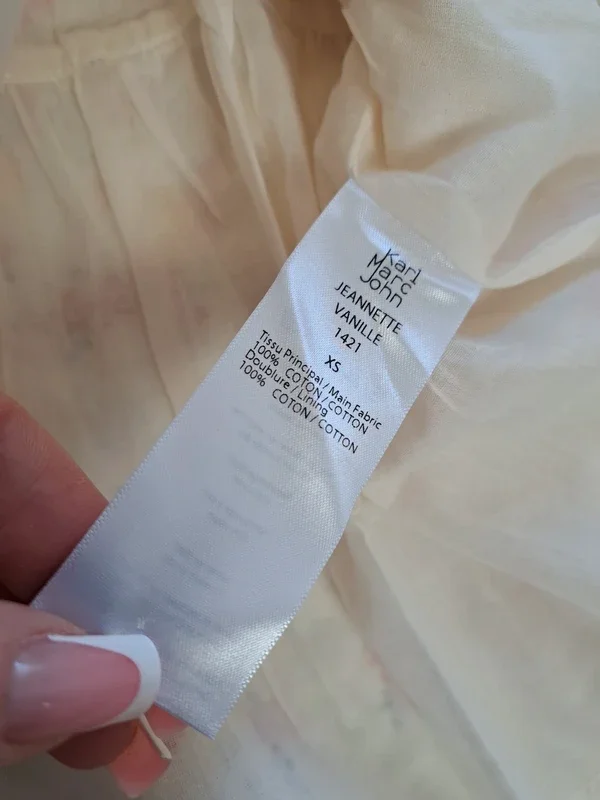 Karl
Marc
John
JEANNETTE
VANILLE
1421
XS
Tissu Principal / Main Fabric
100% COTON / COTTON
Doublure / Lining
100% COTON / COTTON